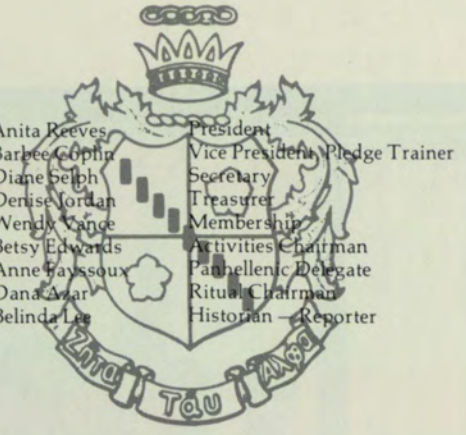 Anita Reeves President
Barbee Coplin Vice President, Pledge Trainer
Diane Selph Secretary
Denise Jordan Treasurer
Wendy Vance Membership
Betsy Edwards Activities Chairman
Anne Fayssoux Panhellenic Delegate
Dana Azar Ritual Chairman
Belinda Lee Historian — Reporter
Ζητα Ταυ Αλφα